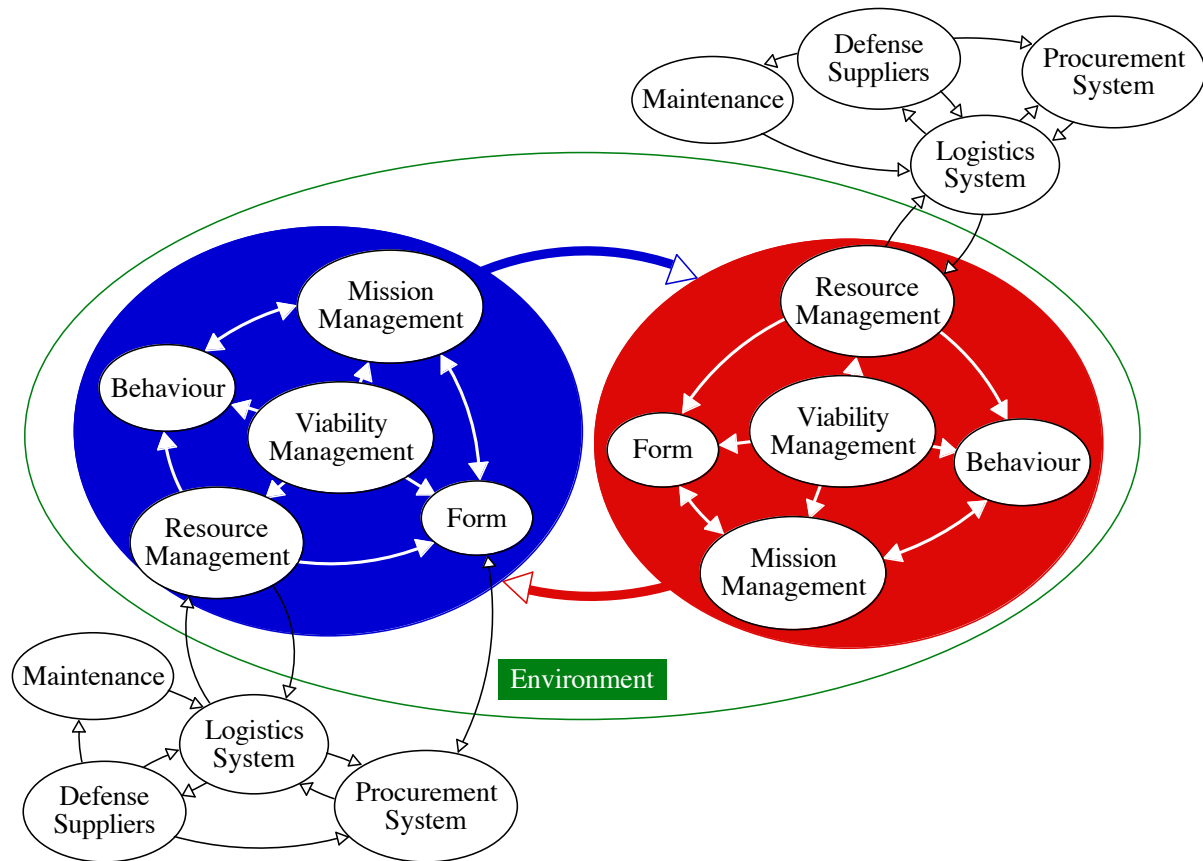 Defense
Suppliers
Procurement
System
Maintenance
Logistics
System
Mission
Management
Resource
Management
Behaviour
Viability
Management
Viability
Management
Form
Behaviour
Resource
Management
Form
Mission
Management
Maintenance
Environment
Logistics
System
Defense
Suppliers
Procurement
System